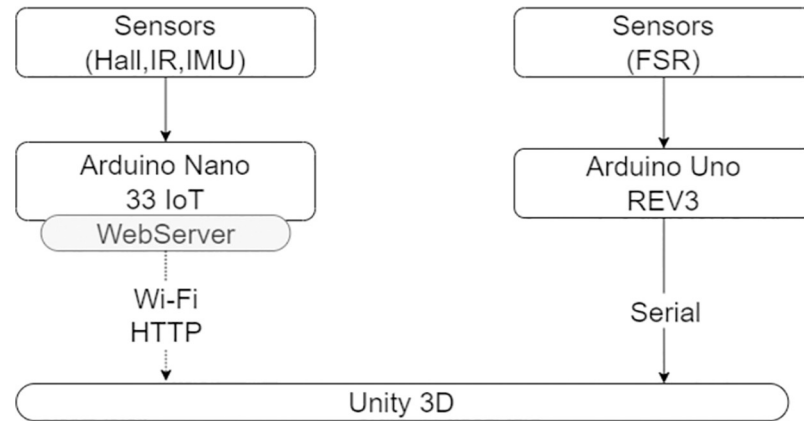 Sensors
(Hall,IR,IMU)
Arduino Nano
33 IoT
WebServer
Wi-Fi
HTTP
Sensors
(FSR)
Arduino Uno
REV3
Serial
Unity 3D